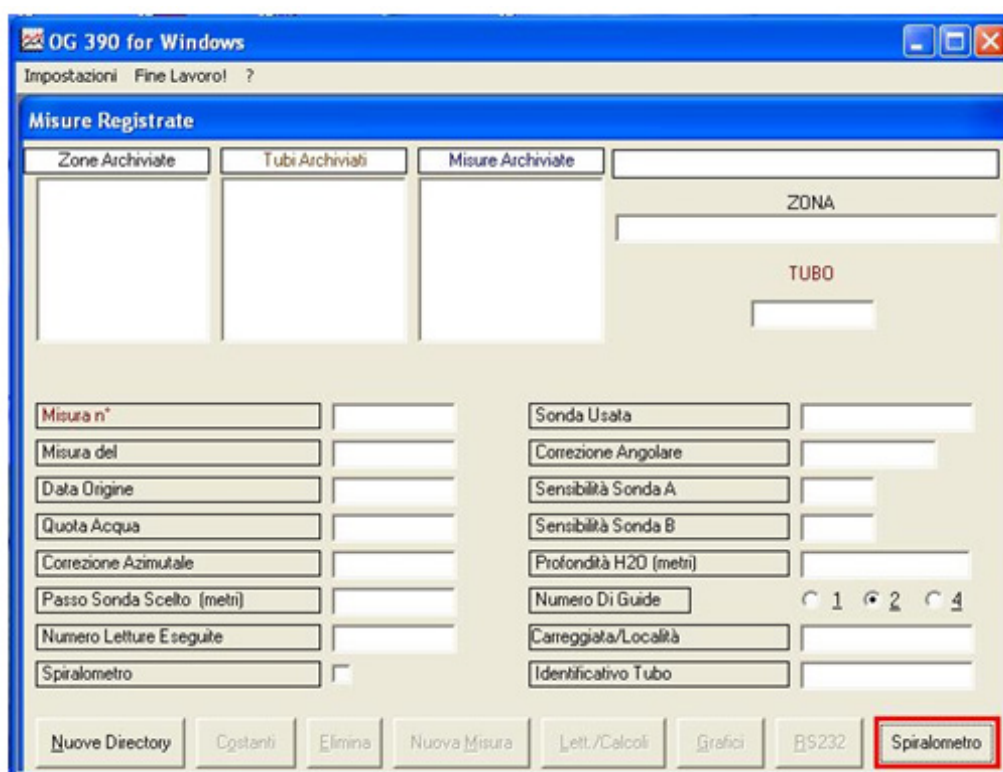 OG 390 for Windows
Impostazioni Fine Lavoro! ?
Misure Registrate
Zone Archiviate Tubi Archiviati Misure Archiviate
ZONA
TUBO
Misura n° Sonda Usata
Misura del Correzione Angolare
Data Origine Sensibilità Sonda A
Quota Acqua Sensibilità Sonda B
Correzione Azimutale Profondità H2O (metri)
Passo Sonda Scelto (metri) Numero Di Guide 1 2 4
Numero Letture Eseguite Carreggiata/Località
Spiralometro Identificativo Tubo
Nuove Directory Costanti Elimina Nuova Misura Lett./Calcoli Grafici RS232 Spiralometro